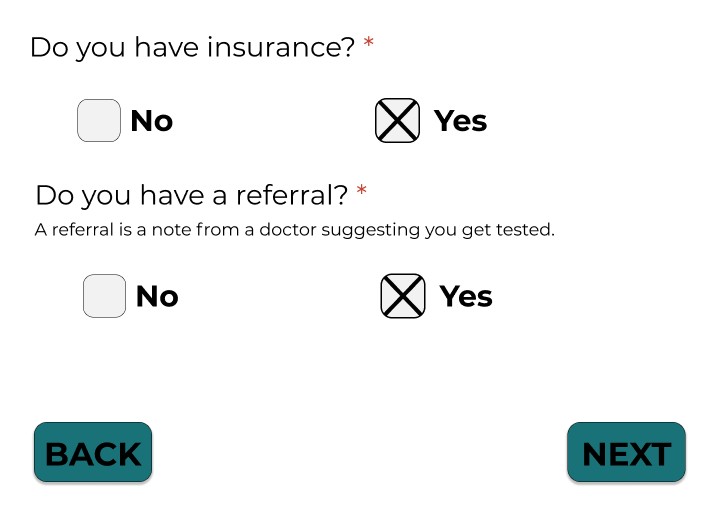 Do you have insurance? *
No Yes
Do you have a referral? *
A referral is a note from a doctor suggesting you get tested.
No Yes
BACK NEXT